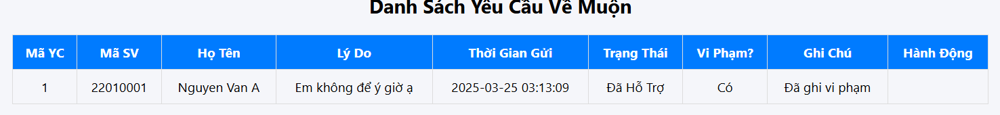 Danh Sách Yêu Cầu Về Muộn
Mã YC Mã SV Họ Tên Lý Do Thời Gian Gửi Trạng Thái Vi Phạm? Ghi Chú Hành Động
1 22010001 Nguyen Van A Em không để ý giờ ạ 2025-03-25 03:13:09 Đã Hỗ Trợ Có Đã ghi vi phạm